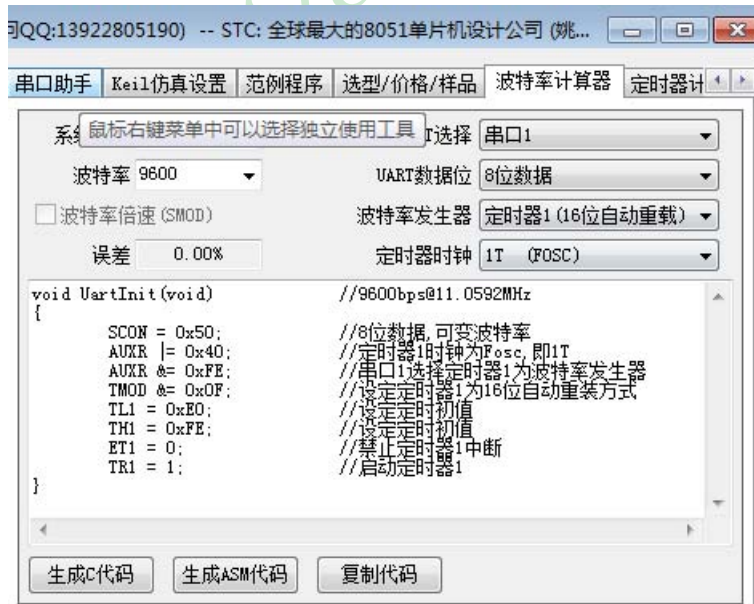 QQ:13922805190) -- STC: 全球最大的8051单片机设计公司 (姚...
串口助手 Keil仿真设置 范例程序 选型/价格/样品 波特率计算器 定时器计
系 鼠标右键菜单中可以选择独立使用工具 T选择 串口1
波特率 9600 UART数据位 8位数据
波特率倍速(SMOD) 波特率发生器 定时器1(16位自动重载)
误差 0.00% 定时器时钟 1T (FOSC)
void UartInit(void) //9600bps@11.0592MHz
{
SCON = 0x50; //8位数据,可变波特率
AUXR |= 0x40; //定时器1时钟为Fosc,即1T
AUXR &= 0xFE; //串口1选择定时器1为波特率发生器
TMOD &= 0x0F; //设定定时器1为16位自动重装方式
TL1 = 0xE0; //设定定时初值
TH1 = 0xFE; //设定定时初值
ET1 = 0; //禁止定时器1中断
TR1 = 1; //启动定时器1
}
生成C代码 生成ASM代码 复制代码